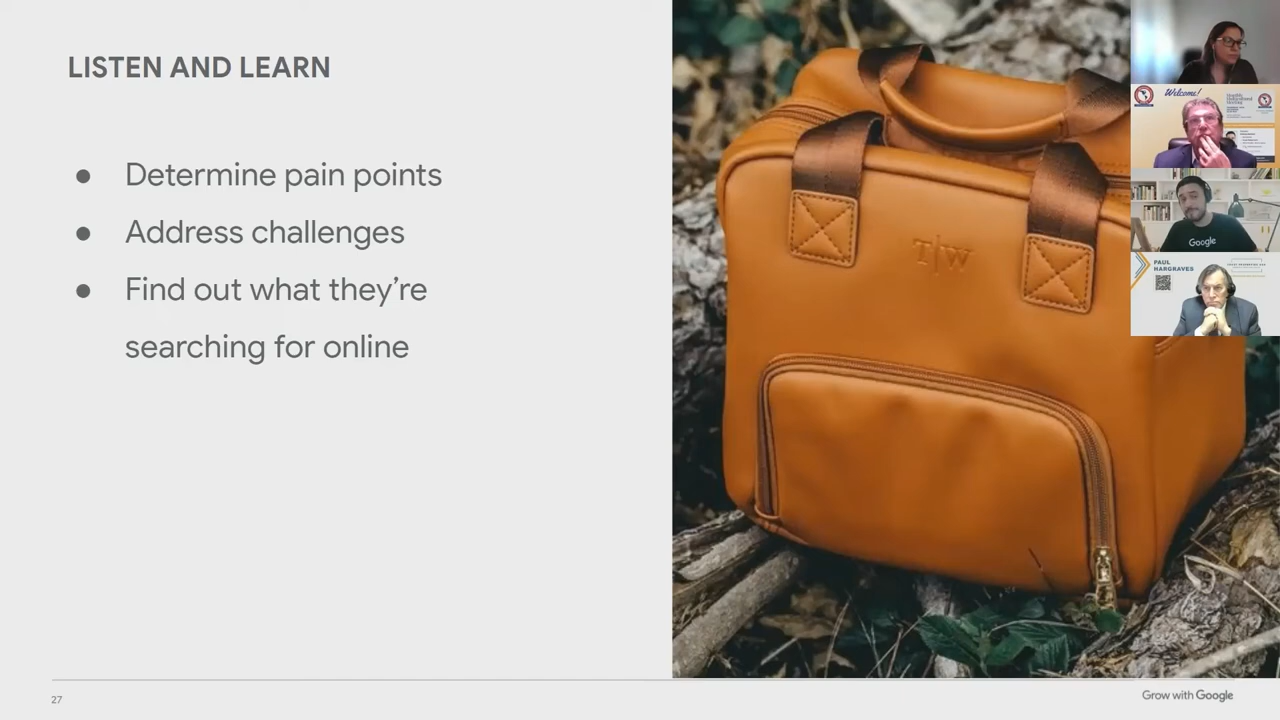 LISTEN AND LEARN
● Determine pain points
● Address challenges
● Find out what they’re
searching for online
T|W
Welcome!
Google
PAUL
HARGRAVES
27
Grow with Google